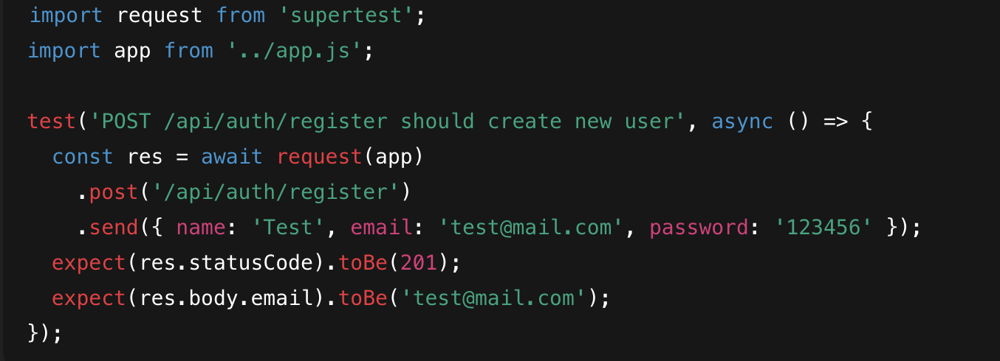 import request from 'supertest';
import app from '../app.js';
test('POST /api/auth/register should create new user', async () => {
const res = await request(app)
.post('/api/auth/register')
.send({ name: 'Test', email: 'test@mail.com', password: '123456' });
expect(res.statusCode).toBe(201);
expect(res.body.email).toBe('test@mail.com');
});